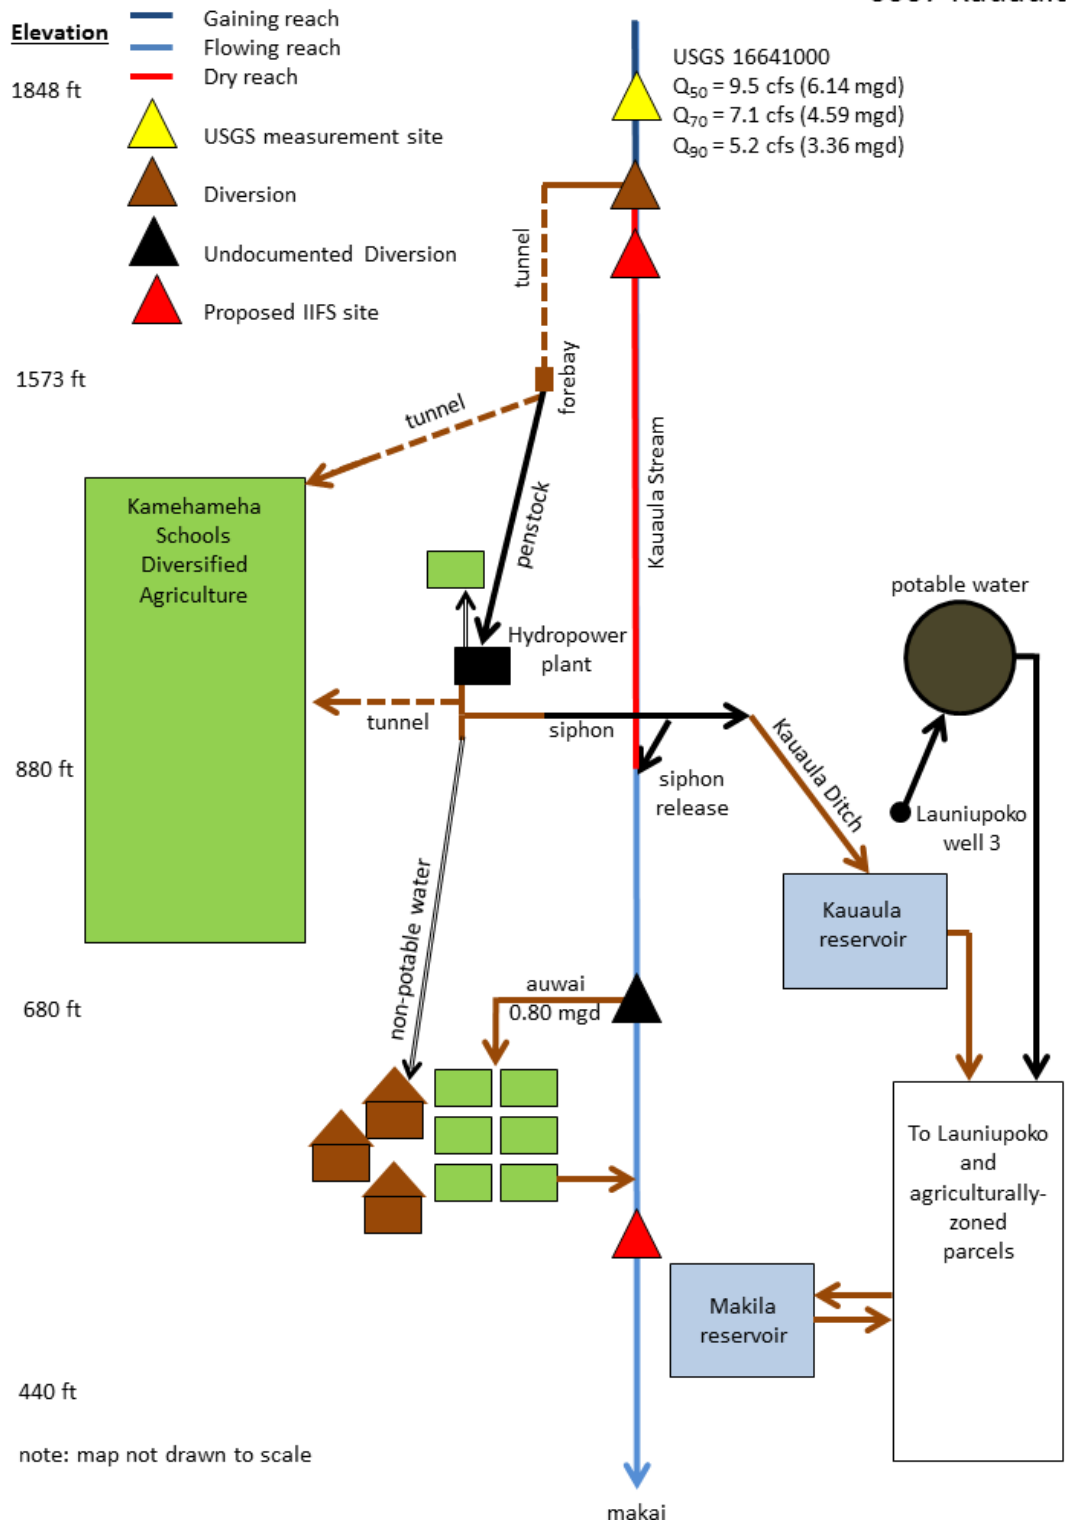 Elevation
Gaining reach
Flowing reach
Dry reach
USGS measurement site
Diversion
Undocumented Diversion
Proposed IIFS site
USGS 16641000
Q50 = 9.5 cfs (6.14 mgd)
Q70 = 7.1 cfs (4.59 mgd)
Q90 = 5.2 cfs (3.36 mgd)
1848 ft
1573 ft
880 ft
680 ft
440 ft
tunnel
forebay
tunnel
penstock
Kauaula Stream
Kamehameha
Schools
Diversified
Agriculture
Hydropower
plant
tunnel
siphon
siphon
release
Kauaula Ditch
potable water
Launiupoko
well 3
Kauaula
reservoir
non-potable water
auwai
0.80 mgd
To Launiupoko
and
agriculturally-
zoned
parcels
Makila
reservoir
note: map not drawn to scale
makai